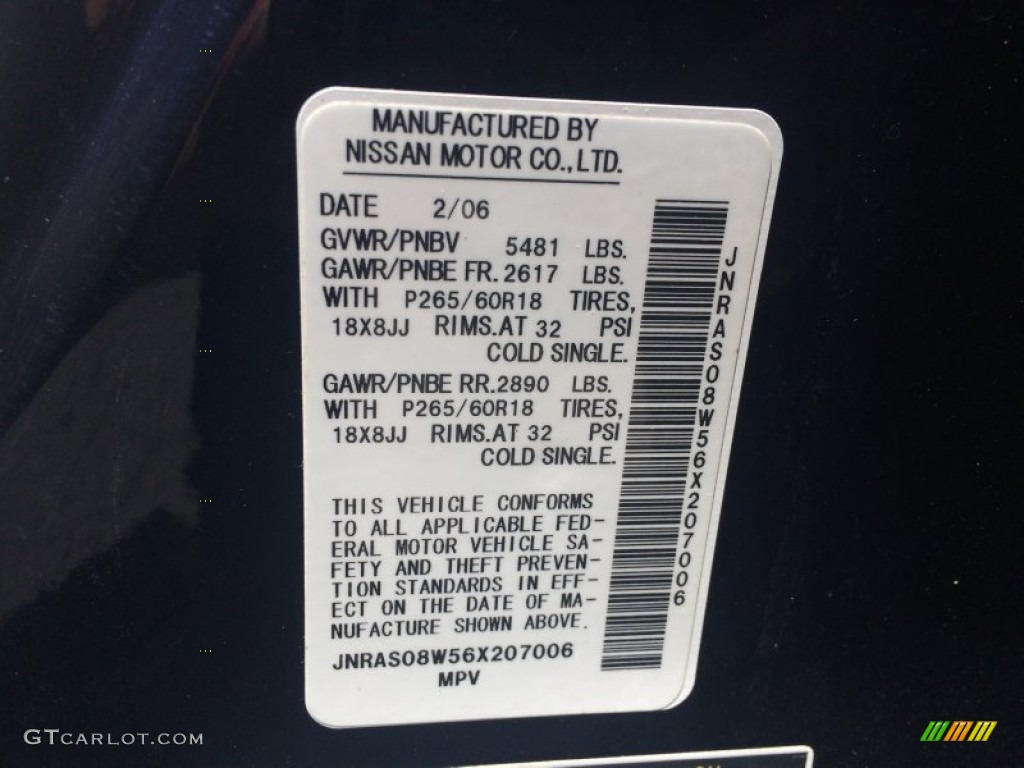 MANUFACTURED BY
NISSAN MOTOR CO.,LTD.
DATE 2/06
GVWR/PNBV 5481 LBS.
GAWR/PNBE FR. 2617 LBS.
WITH P265/60R18 TIRES,
18X8JJ RIMS.AT 32 PSI
COLD SINGLE.
GAWR/PNBE RR. 2890 LBS.
WITH P265/60R18 TIRES,
18X8JJ RIMS.AT 32 PSI
COLD SINGLE.
THIS VEHICLE CONFORMS
TO ALL APPLICABLE FED-
ERAL MOTOR VEHICLE SA-
FETY AND THEFT PREVEN-
TION STANDARDS IN EFF-
ECT ON THE DATE OF MA-
NUFACTURE SHOWN ABOVE.
JNRAS08W56X207006
MPV
JNRAS08W56X207006
GTCARLOT.COM